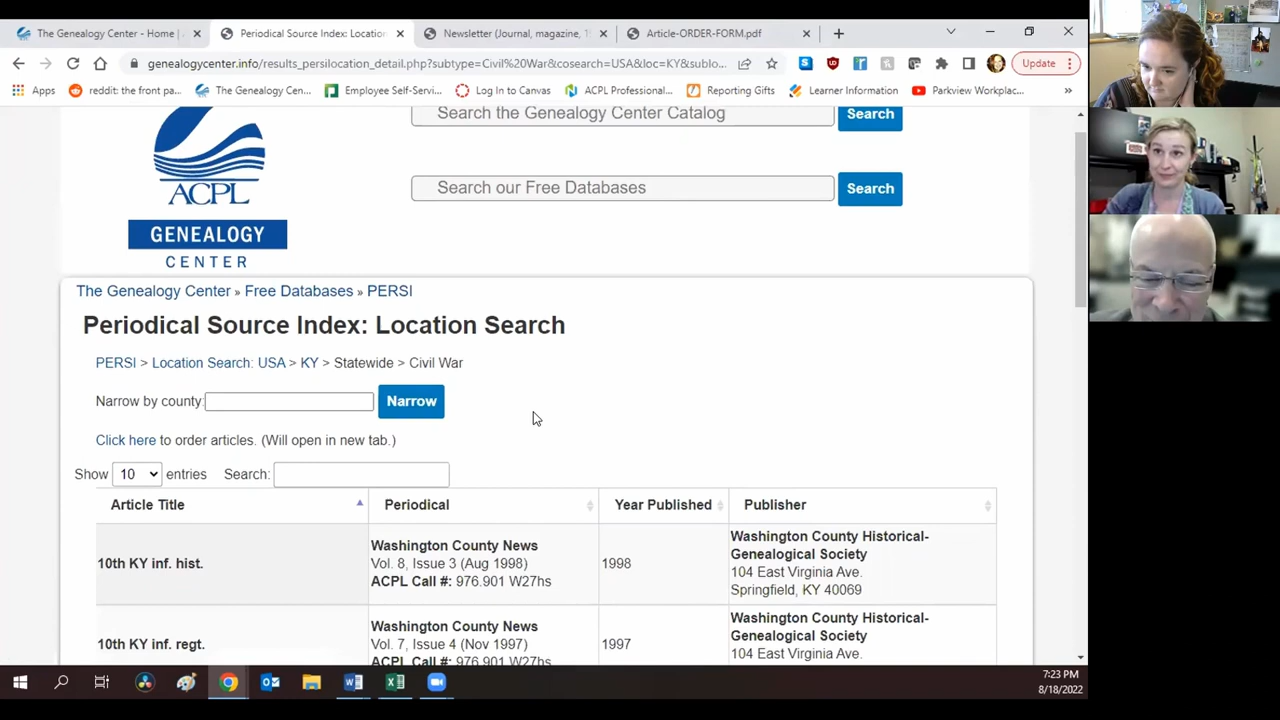 The Genealogy Center - Home |
Periodical Source Index: Location
Newsletter (Journal, magazine, 1
Article-ORDER-FORM.pdf
genealogycenter.info/results_persilocation_detail.php?subtype=Civil%20War&cosearch=USA&loc=KY&sublo...
Update
Apps
reddit: the front pa...
The Genealogy Cen...
Employee Self-Servi...
Log In to Canvas
ACPL Professional...
Reporting Gifts
Learner Information
Parkview Workplac...
»
Search the Genealogy Center Catalog
Search
Search our Free Databases
Search
ACPL
GENEALOGY
CENTER
The Genealogy Center » Free Databases » PERSI
Periodical Source Index: Location Search
PERSI > Location Search: USA > KY > Statewide > Civil War
Narrow by county:
Narrow
Click here to order articles. (Will open in new tab.)
Show 10 entries Search:
Article Title Periodical Year Published Publisher
10th KY inf. hist.
Washington County News
Vol. 8, Issue 3 (Aug 1998)
ACPL Call #: 976.901 W27hs
1998
Washington County Historical-
Genealogical Society
104 East Virginia Ave.
Springfield, KY 40069
10th KY inf. regt.
Washington County News
Vol. 7, Issue 4 (Nov 1997)
ACPL Call #: 976.901 W27hs
1997
Washington County Historical-
Genealogical Society
104 East Virginia Ave.
7:23 PM
8/18/2022